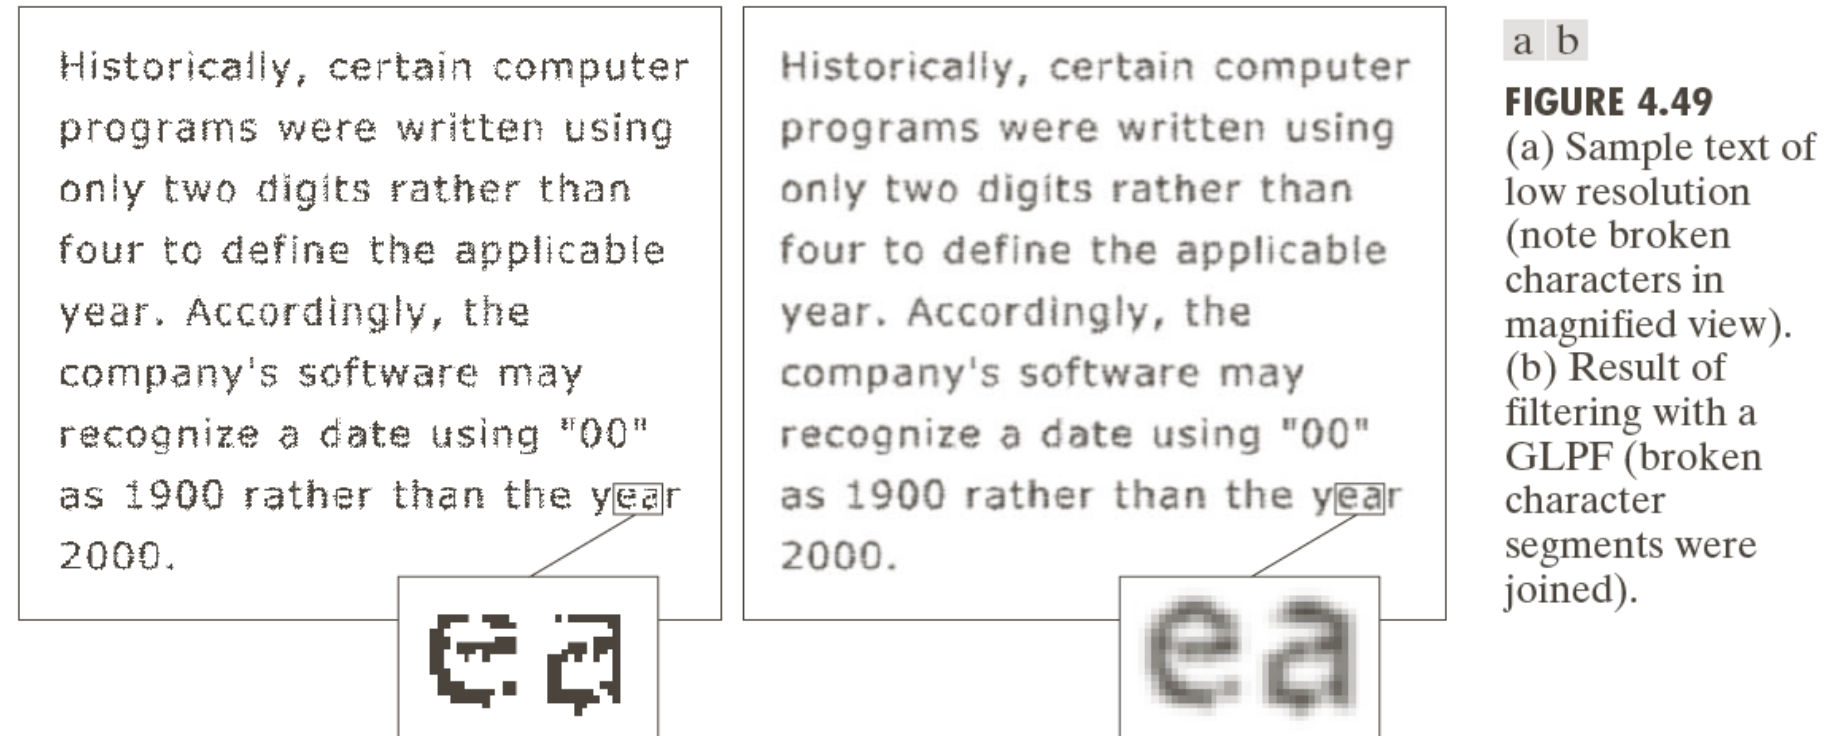 Historically, certain computer
programs were written using
only two digits rather than
four to define the applicable
year. Accordingly, the
company's software may
recognize a date using "00"
as 1900 rather than the year
2000.
ea
Historically, certain computer
programs were written using
only two digits rather than
four to define the applicable
year. Accordingly, the
company's software may
recognize a date using "00"
as 1900 rather than the year
2000.
ea
a b
FIGURE 4.49
(a) Sample text of
low resolution
(note broken
characters in
magnified view).
(b) Result of
filtering with a
GLPF (broken
character
segments were
joined).